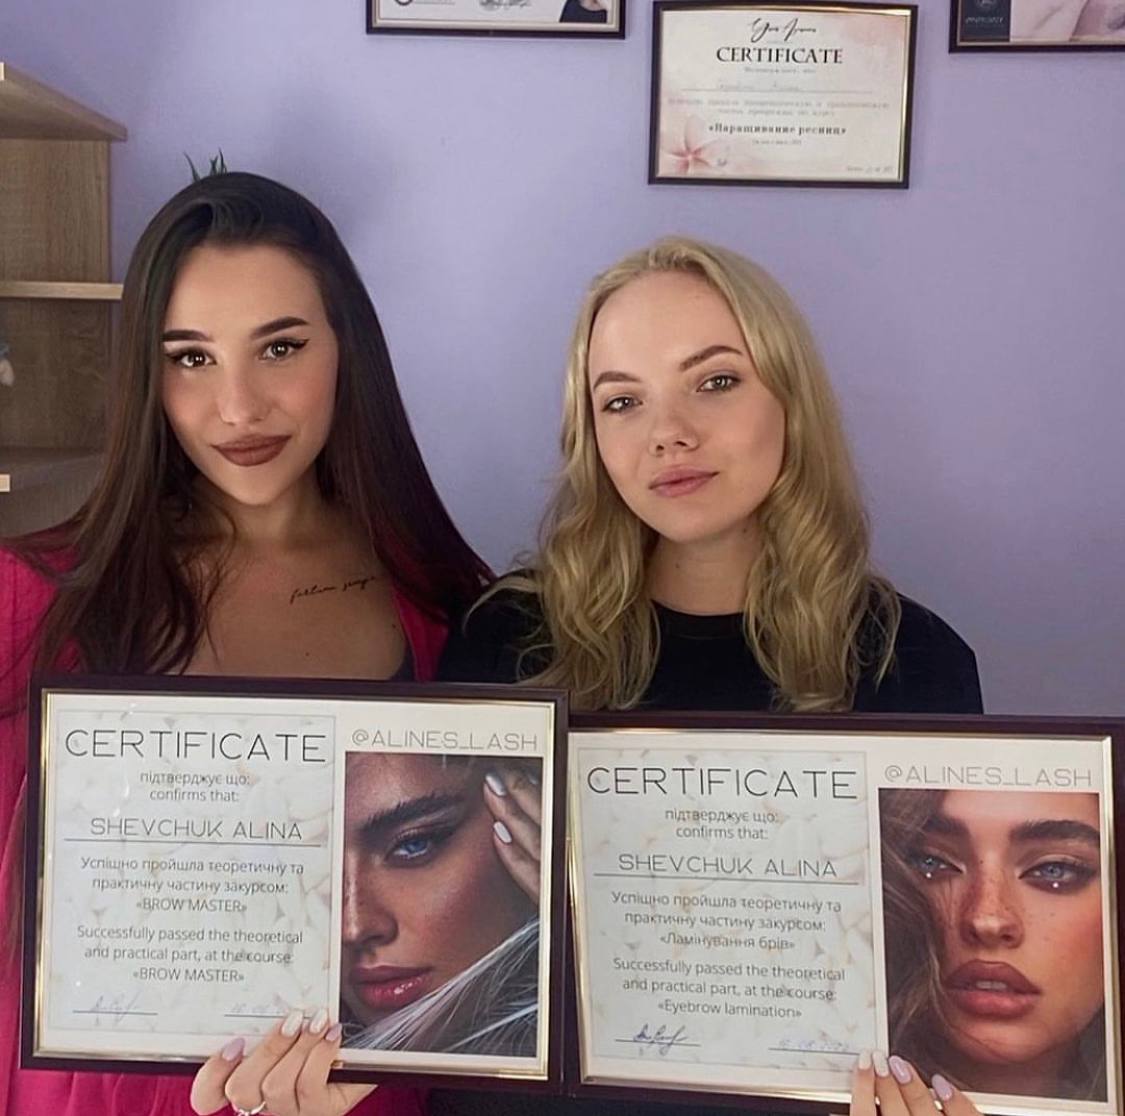 CERTIFICATE
«Наращивание ресниц»
CERTIFICATE
@ALINES_LASH
підтверджує що:
confirms that:
SHEVCHUK ALINA
Успішно пройшла теоретичну та
практичну частину закурсом:
«BROW MASTER»
Successfully passed the theoretical
and practical part, at the course:
«BROW MASTER»
CERTIFICATE
@ALINES_LASH
підтверджує що:
confirms that:
SHEVCHUK ALINA
Успішно пройшла теоретичну та
практичну частину закурсом:
«Ламінування брів»
Successfully passed the theoretical
and practical part, at the course:
«Eyebrow lamination»